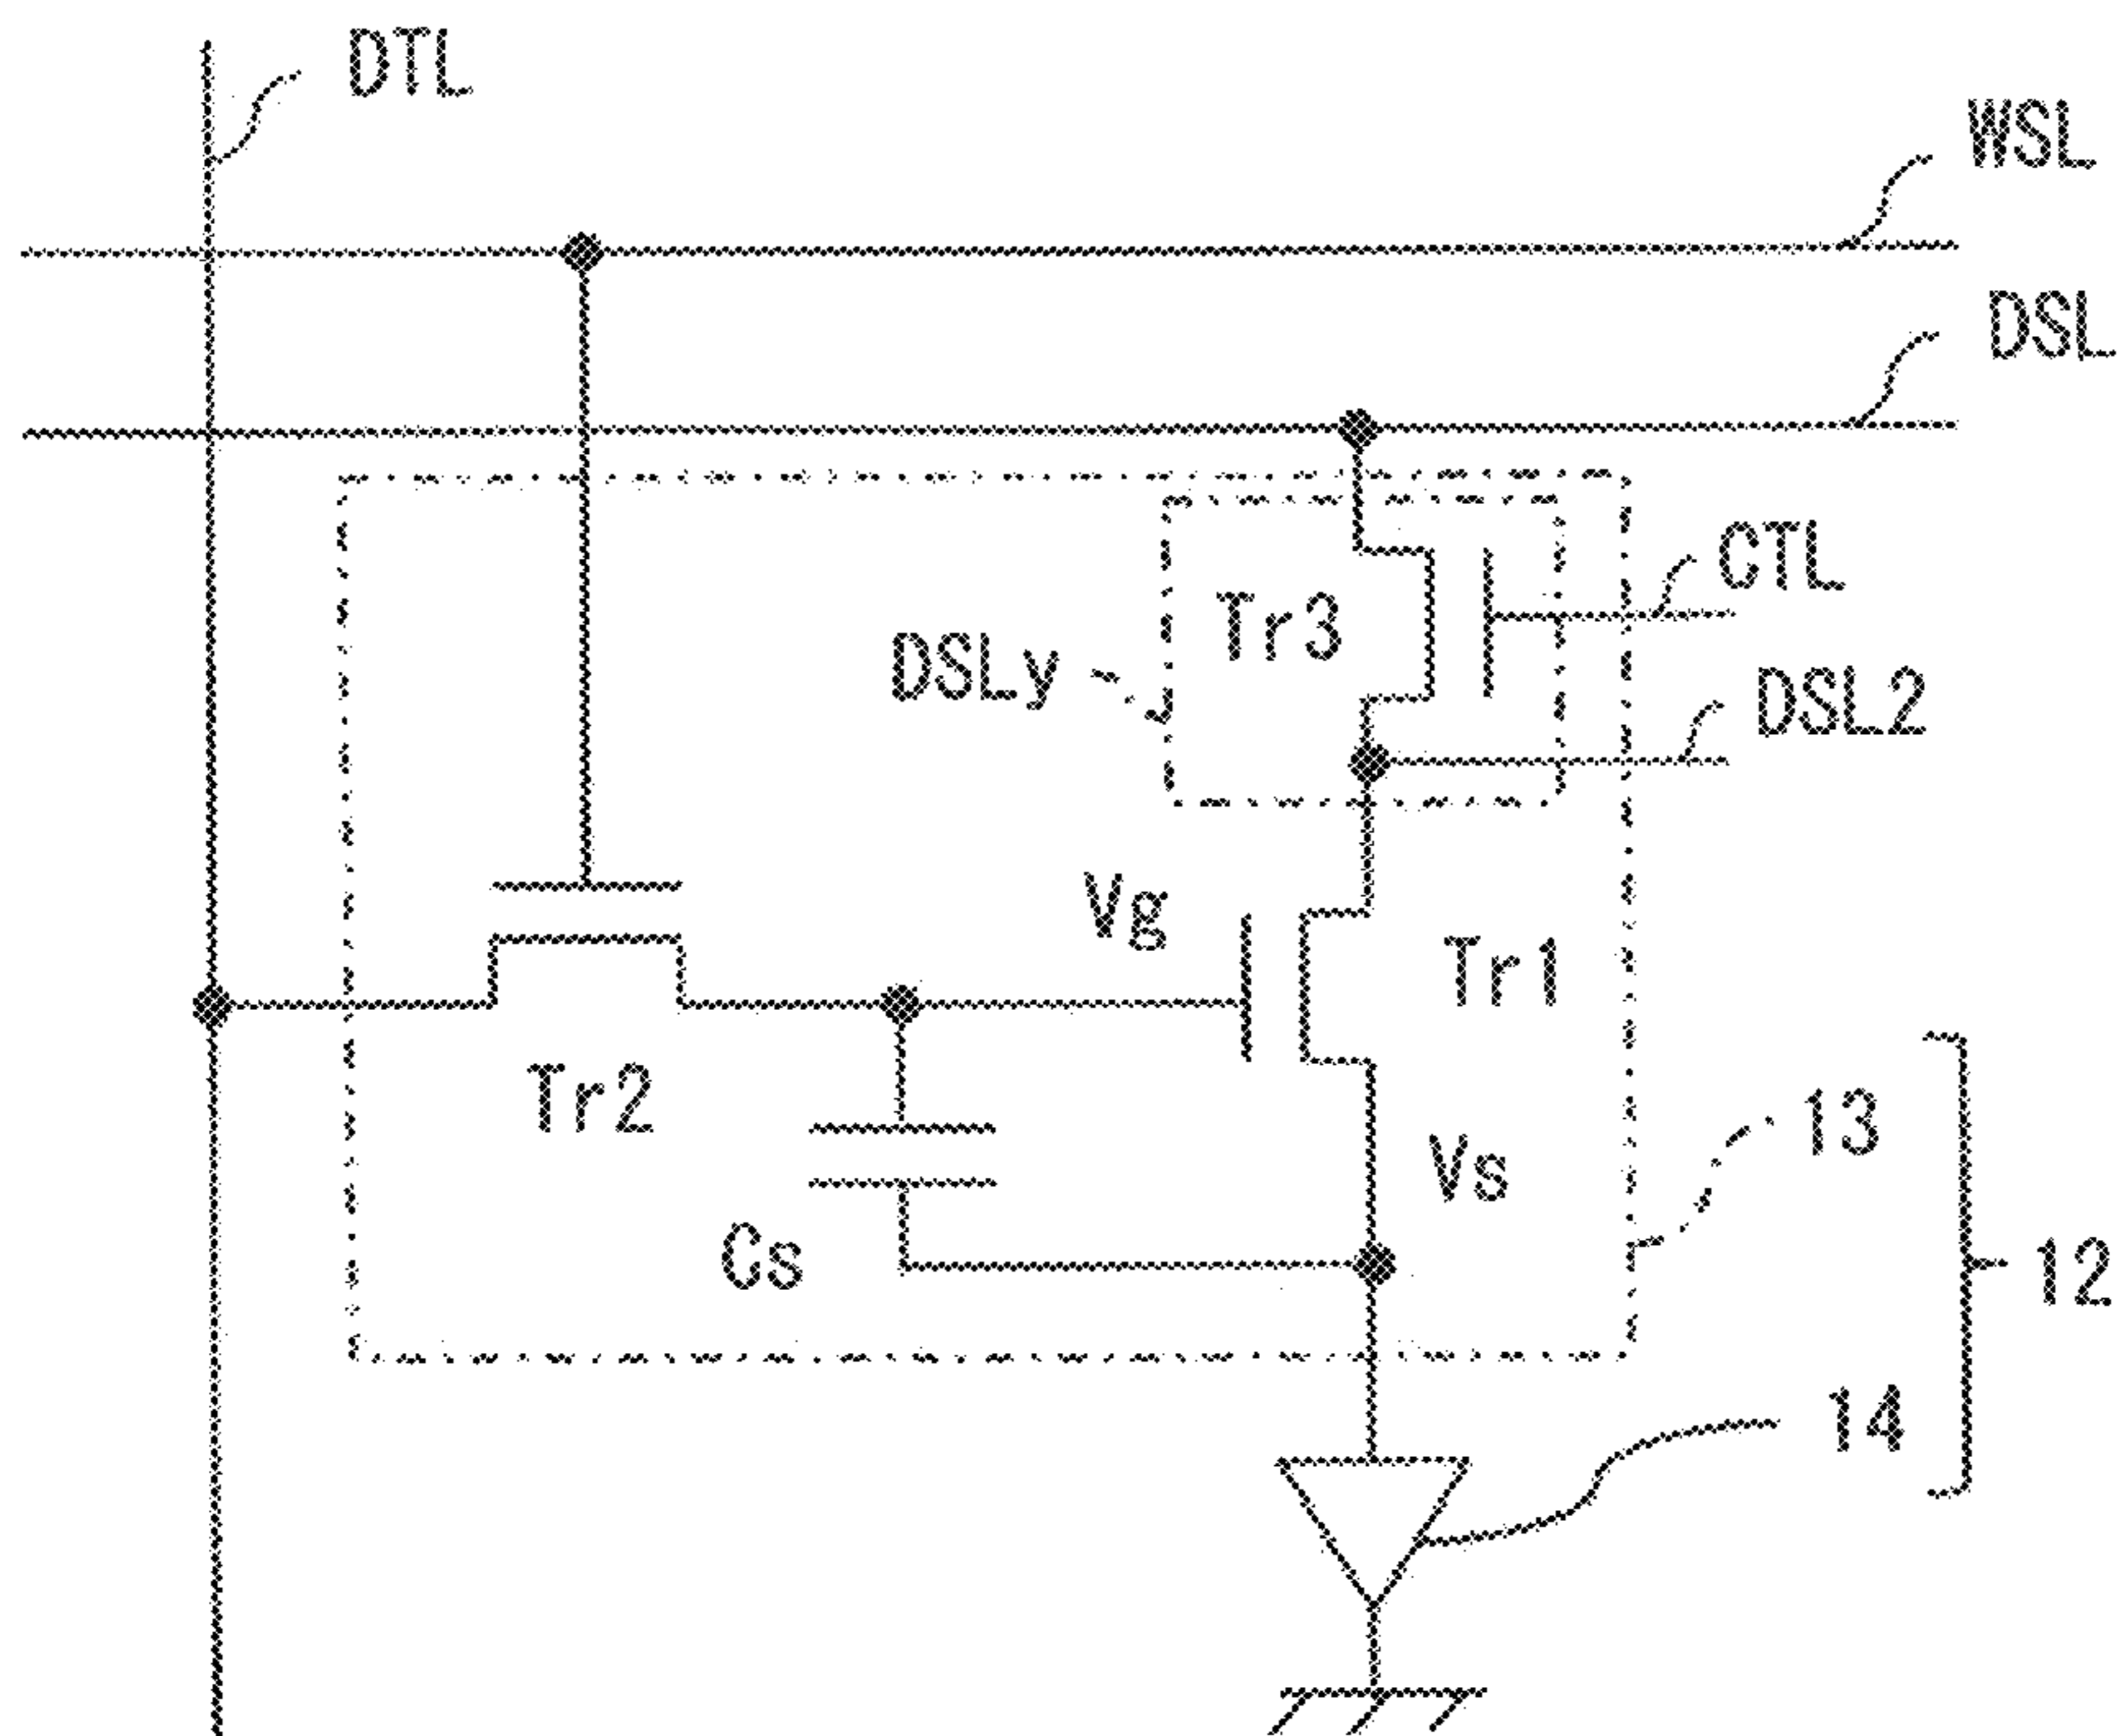 DTL
WSL
DSL
CTL
Tr3
DSLy
DSL2
Vg
Tr1
Tr2
13
Vs
Cs
12
14